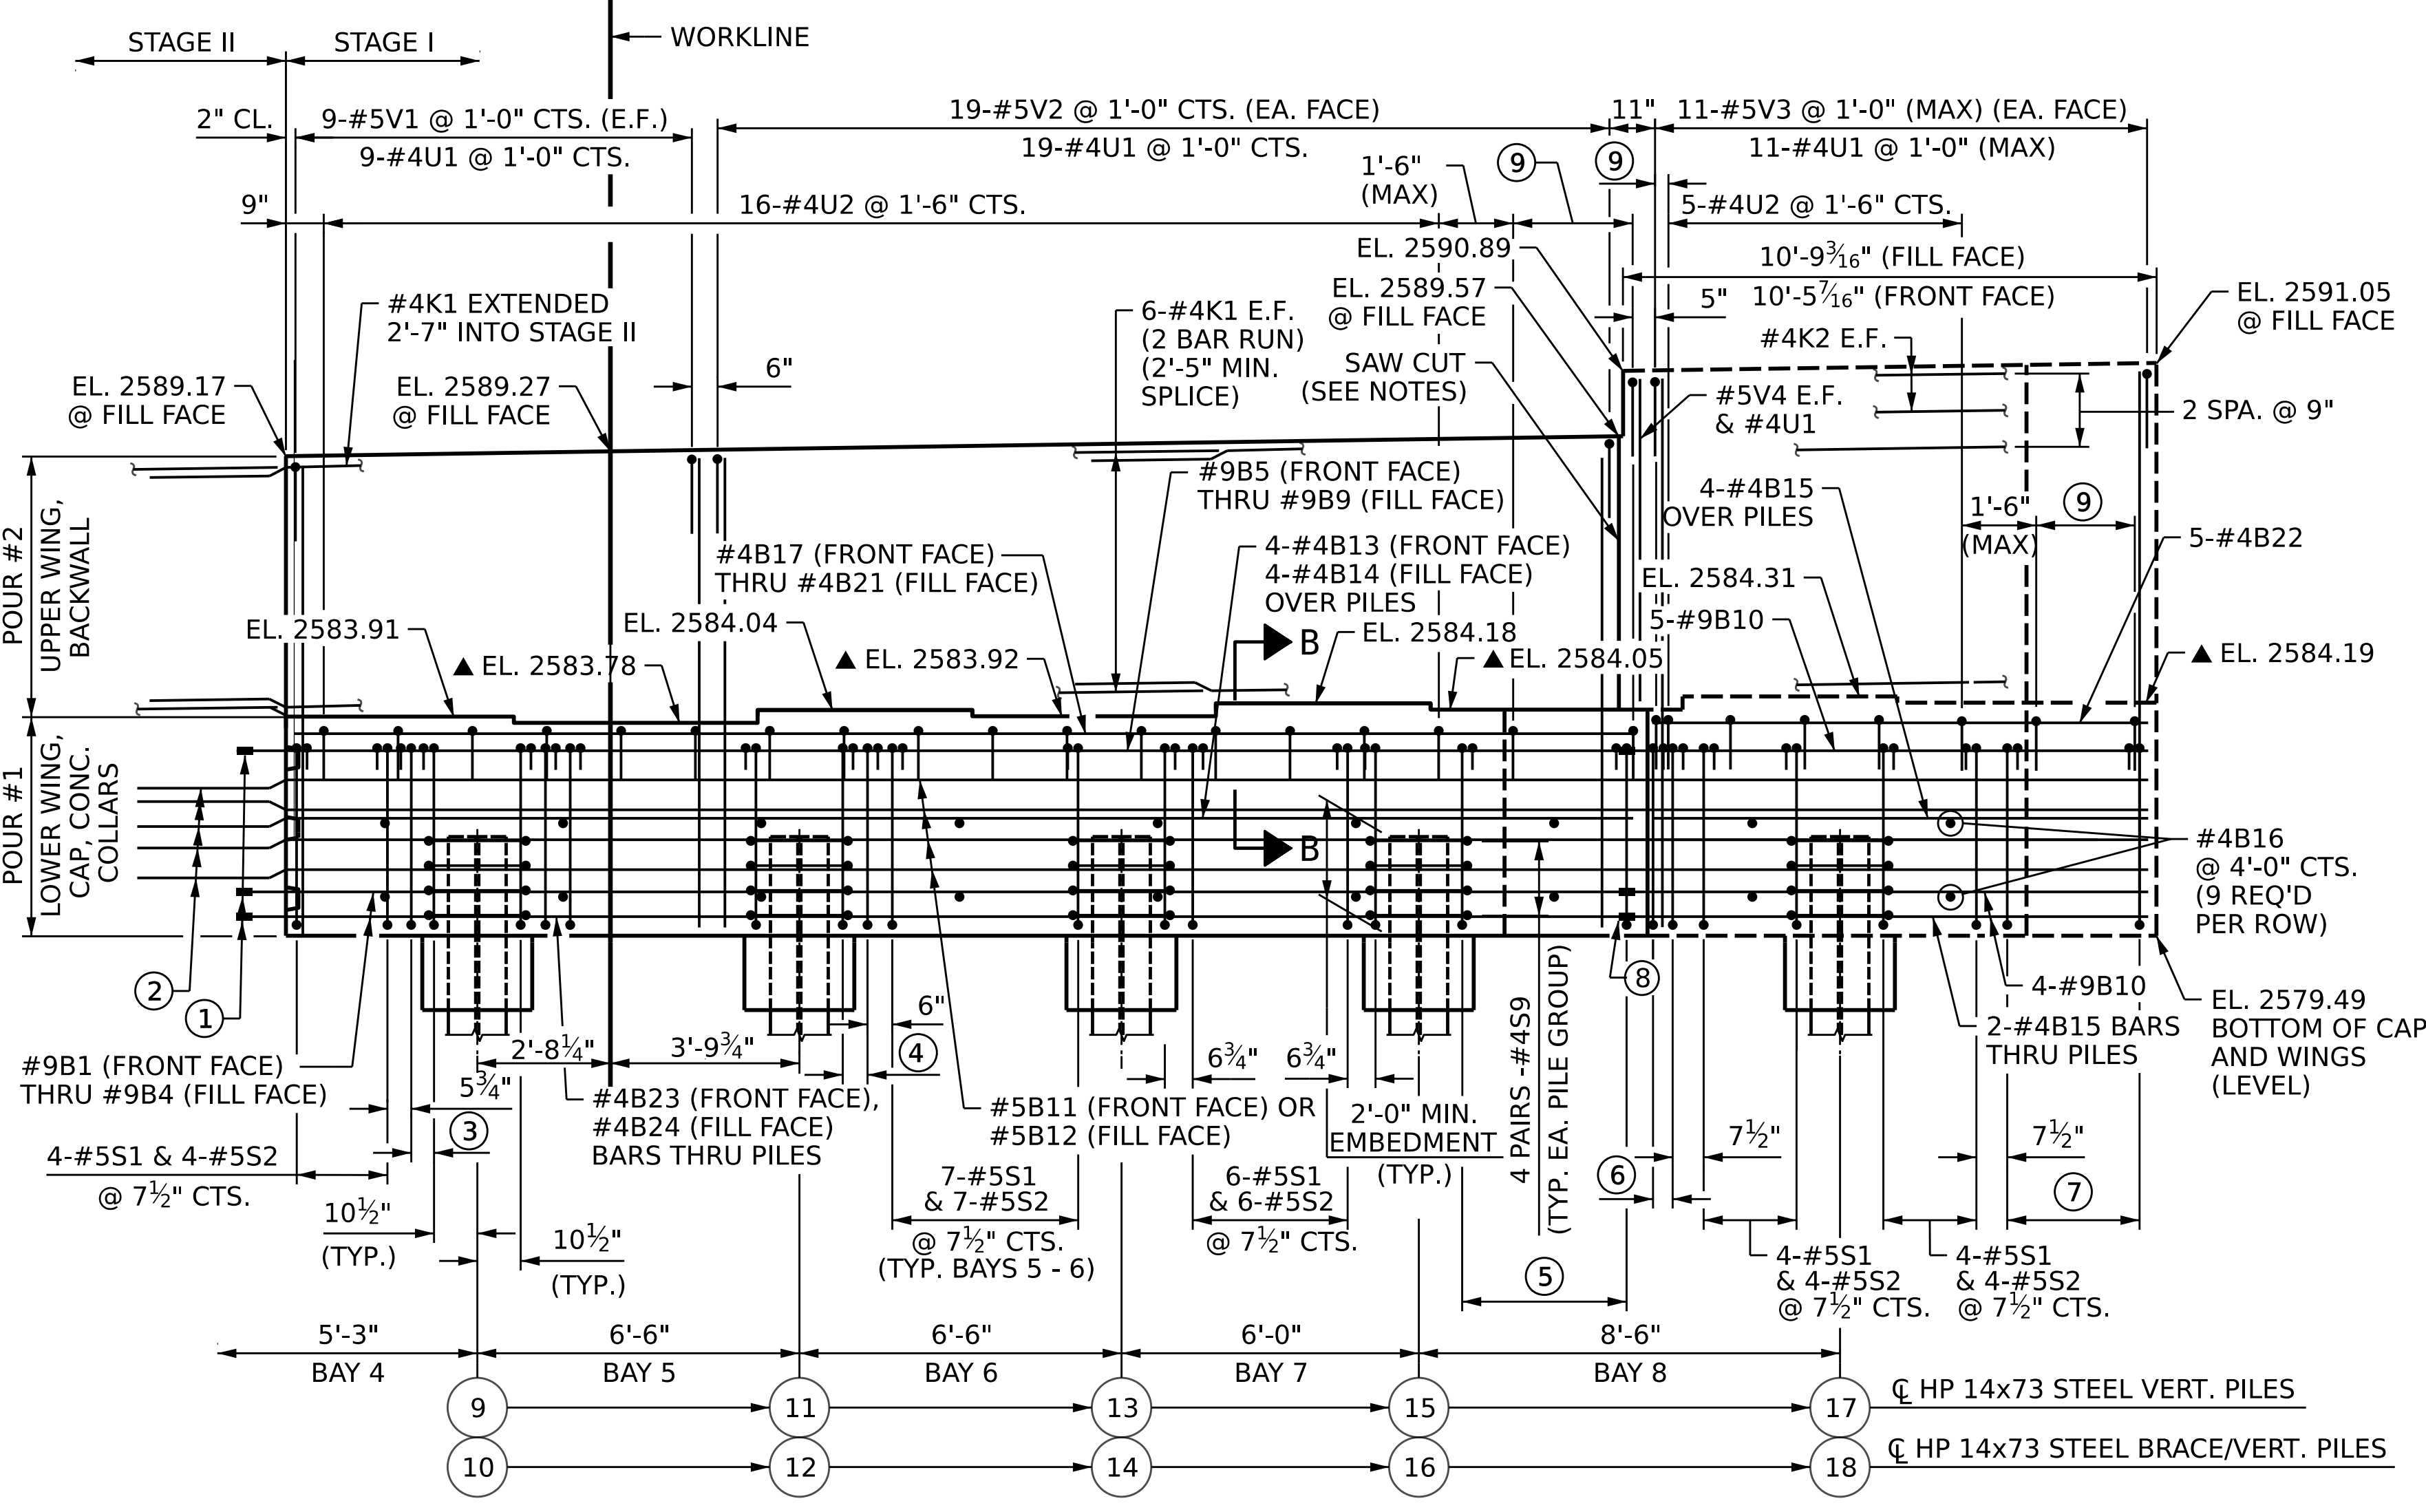 STAGE II
STAGE I
WORKLINE
2" CL.
9-#5V1 @ 1'-0" CTS. (E.F.)
9-#4U1 @ 1'-0" CTS.
19-#5V2 @ 1'-0" CTS. (EA. FACE)
19-#4U1 @ 1'-0" CTS.
11"
11-#5V3 @ 1'-0" (MAX) (EA. FACE)
11-#4U1 @ 1'-0" (MAX)
1'-6"
(MAX)
9
9
9"
16-#4U2 @ 1'-6" CTS.
5-#4U2 @ 1'-6" CTS.
EL. 2590.89
10'-9 3/16" (FILL FACE)
10'-5 7/16" (FRONT FACE)
5"
EL. 2589.57
@ FILL FACE
EL. 2591.05
@ FILL FACE
#4K1 EXTENDED
2'-7" INTO STAGE II
6-#4K1 E.F.
(2 BAR RUN)
(2'-5" MIN.
SPLICE)
#4K2 E.F.
SAW CUT
(SEE NOTES)
6"
EL. 2589.17
@ FILL FACE
EL. 2589.27
@ FILL FACE
#5V4 E.F.
& #4U1
2 SPA. @ 9"
#9B5 (FRONT FACE)
THRU #9B9 (FILL FACE)
4-#4B15
OVER PILES
1'-6"
(MAX)
9
5-#4B22
POUR #2
UPPER WING,
BACKWALL
#4B17 (FRONT FACE)
THRU #4B21 (FILL FACE)
4-#4B13 (FRONT FACE)
4-#4B14 (FILL FACE)
OVER PILES
EL. 2584.31
5-#9B10
EL. 2583.91
EL. 2584.04
B
EL. 2584.18
▲ EL. 2583.78
▲ EL. 2583.92
▲ EL. 2584.05
▲ EL. 2584.19
POUR #1
LOWER WING,
CAP, CONC.
COLLARS
B
#4B16
@ 4'-0" CTS.
(9 REQ'D
PER ROW)
2
1
8
4-#9B10
2-#4B15 BARS
THRU PILES
EL. 2579.49
BOTTOM OF CAP
AND WINGS
(LEVEL)
#9B1 (FRONT FACE)
THRU #9B4 (FILL FACE)
2'-8 1/4"
3'-9 3/4"
6"
4
6 3/4"
6 3/4"
5 3/4"
3
#4B23 (FRONT FACE),
#4B24 (FILL FACE)
BARS THRU PILES
#5B11 (FRONT FACE) OR
#5B12 (FILL FACE)
2'-0" MIN.
EMBEDMENT
(TYP.)
4 PAIRS -#4S9
(TYP. EA. PILE GROUP)
7 1/2"
7 1/2"
4-#5S1 & 4-#5S2
@ 7 1/2" CTS.
10 1/2"
(TYP.)
10 1/2"
(TYP.)
7-#5S1
& 7-#5S2
@ 7 1/2" CTS.
(TYP. BAYS 5 - 6)
6-#5S1
& 6-#5S2
@ 7 1/2" CTS.
6
7
5
4-#5S1
& 4-#5S2
@ 7 1/2" CTS.
4-#5S1
& 4-#5S2
@ 7 1/2" CTS.
5'-3"
6'-6"
6'-6"
6'-0"
8'-6"
BAY 4
BAY 5
BAY 6
BAY 7
BAY 8
9
11
13
15
17
℄ HP 14x73 STEEL VERT. PILES
10
12
14
16
18
℄ HP 14x73 STEEL BRACE/VERT. PILES